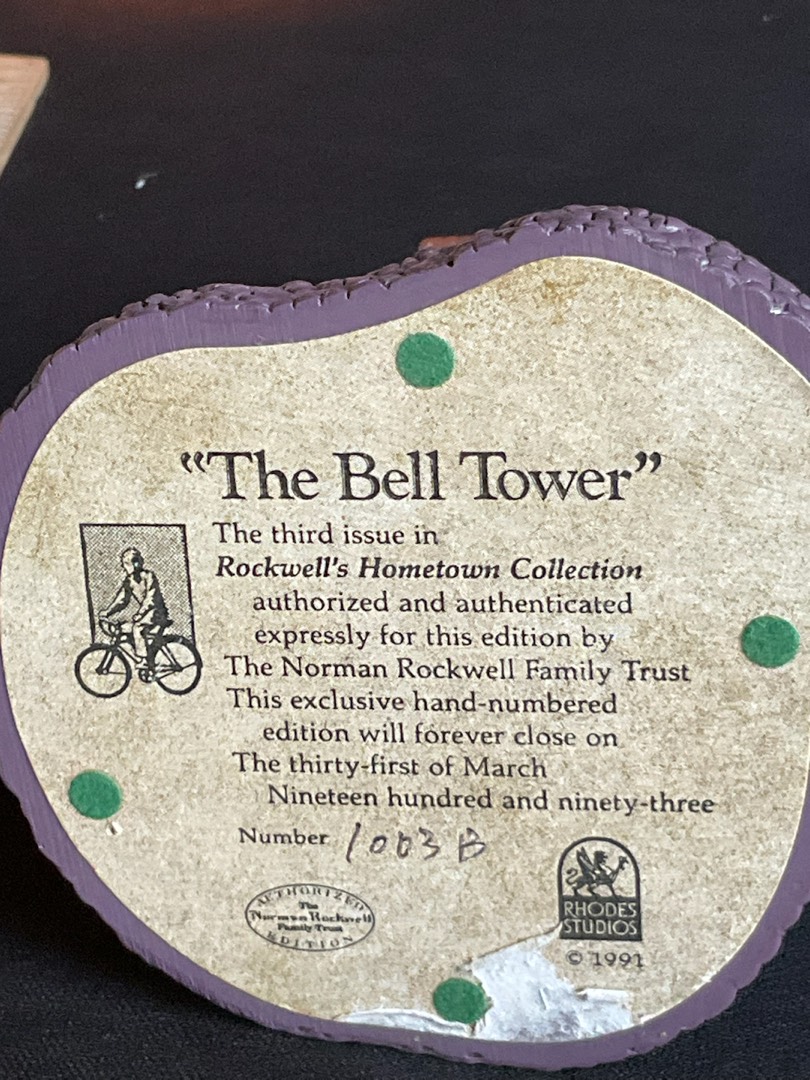 “The Bell Tower”
The third issue in
Rockwell's Hometown Collection
authorized and authenticated
expressly for this edition by
The Norman Rockwell Family Trust
This exclusive hand-numbered
edition will forever close on
The thirty-first of March
Nineteen hundred and ninety-three
Number 1003 B
AUTHORIZED
The
Norman Rockwell
Family Trust
EDITION
RHODES
STUDIOS
© 1991